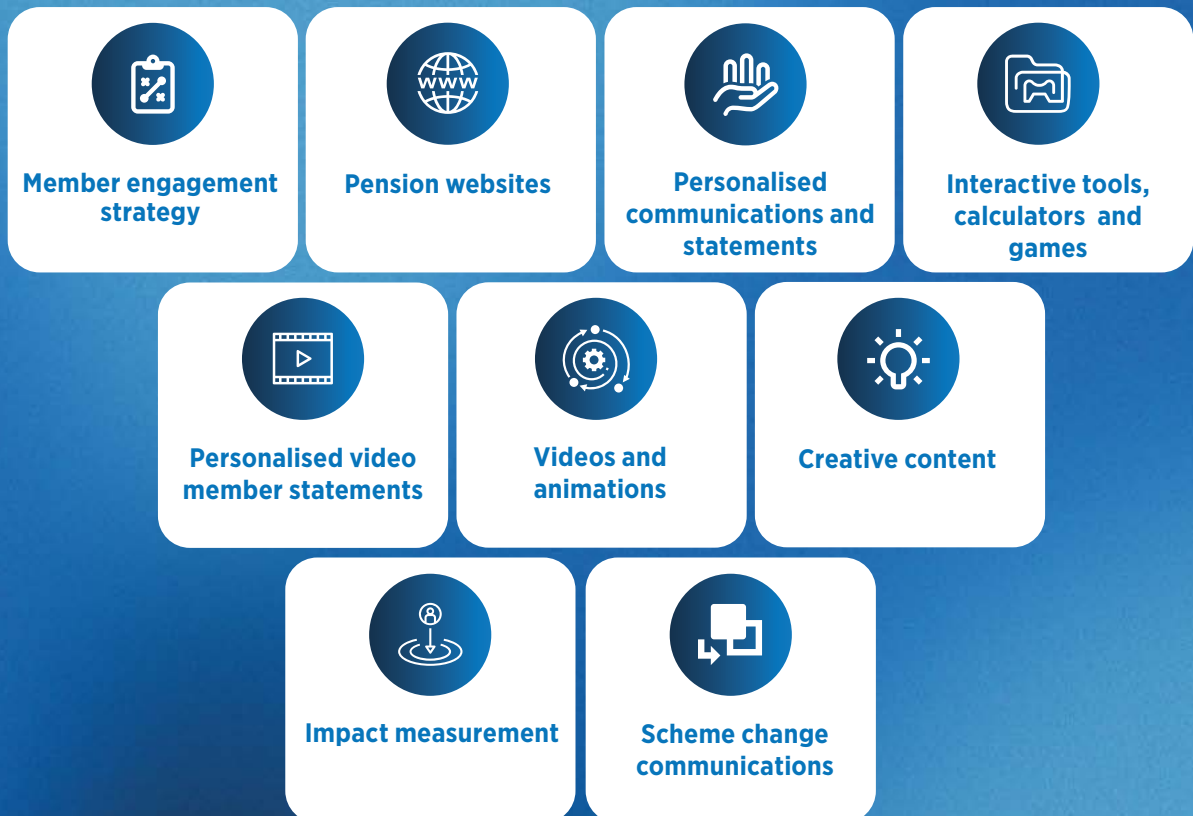 Member engagement
strategy
www
Pension websites
Personalised
communications and
statements
Interactive tools,
calculators and
games
Personalised video
member statements
Videos and
animations
Creative content
Impact measurement
Scheme change
communications